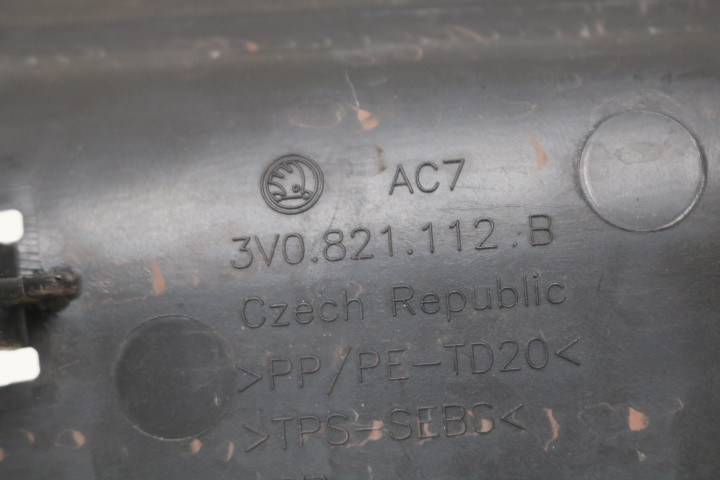 AC7
3V0.821.112.B
Czech Republic
>PP/PE-TD20<
>TPS-SEBS<